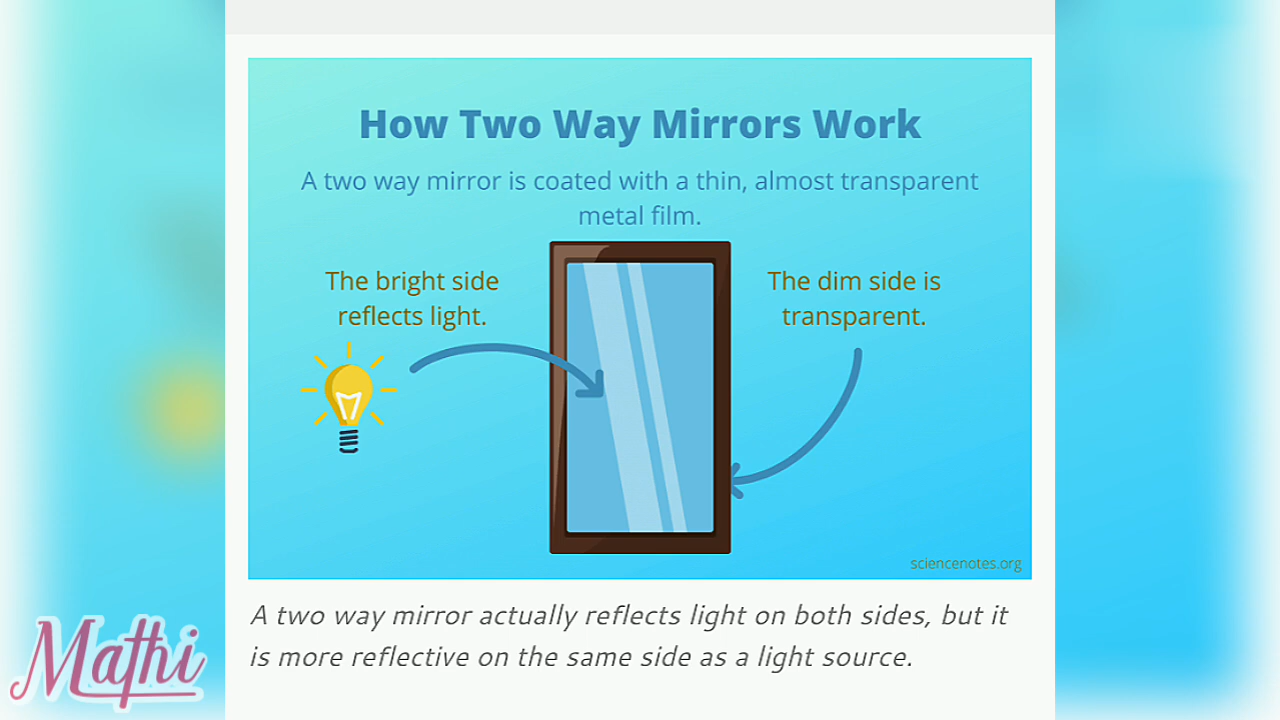 How Two Way Mirrors Work
A two way mirror is coated with a thin, almost transparent
metal film.
The bright side
reflects light.
The dim side is
transparent.
sciencenotes.org
A two way mirror actually reflects light on both sides, but it
is more reflective on the same side as a light source.
Mathi